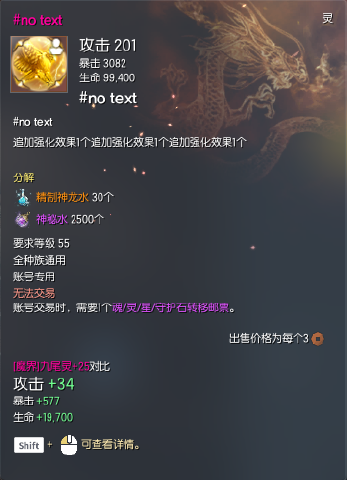 #no text
灵
攻击 201
暴击 3082
生命 99,400
#no text
#no text
追加强化效果1个追加强化效果1个追加强化效果1个
分解
精制神龙水 30个
神秘水 2500个
要求等级 55
全种族通用
账号专用
无法交易
账号交易时，需要1个魂/灵/星/守护石转移邮票。
出售价格为每个3
[魔界]九尾灵+25对比
攻击 +34
暴击 +577
生命 +19,700
Shift + 可查看详情。